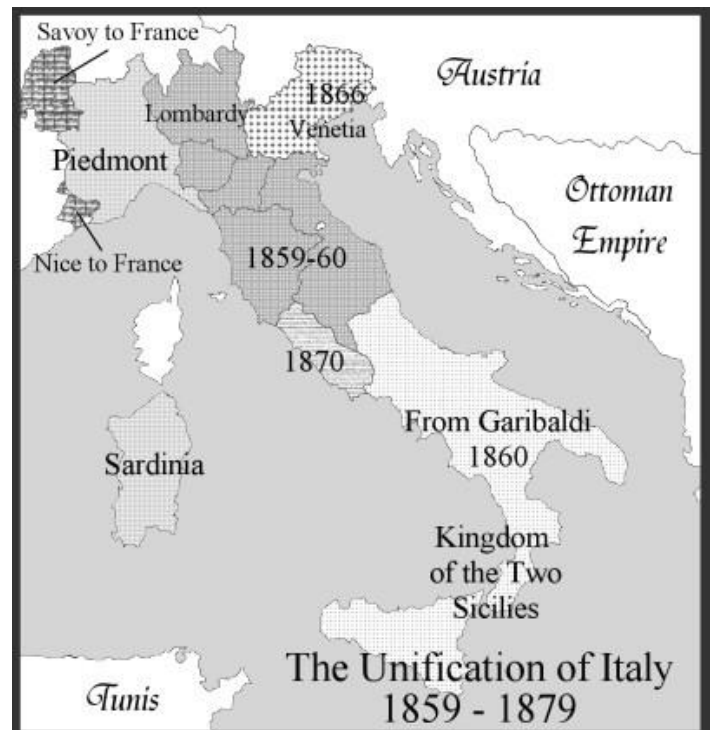 Savoy to France
Austria
1866
Lombardy
Venetia
Piedmont
Ottoman
Empire
Nice to France
1859-60
1870
From Garibaldi
1860
Sardinia
Kingdom
of the Two
Sicilies
The Unification of Italy
1859 - 1879
Tunis